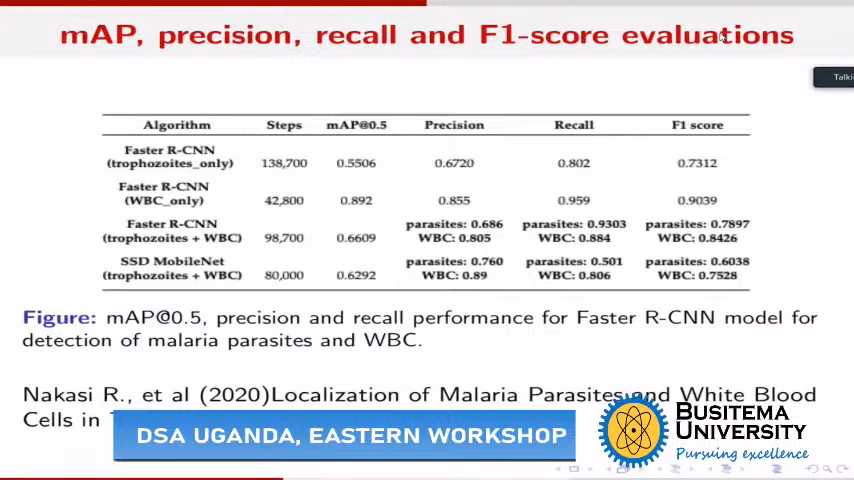 mAP, precision, recall and F1-score evaluations
Algorithm Steps mAP@0.5 Precision Recall F1 score
Faster R-CNN
(trophozoites_only) 138,700 0.5506 0.6720 0.802 0.7312
Faster R-CNN
(WBC_only) 42,800 0.892 0.855 0.959 0.9039
Faster R-CNN parasites: 0.686 parasites: 0.9303 parasites: 0.7897
(trophozoites + WBC) 98,700 0.6609 WBC: 0.805 WBC: 0.884 WBC: 0.8426
SSD MobileNet parasites: 0.760 parasites: 0.501 parasites: 0.6038
(trophozoites + WBC) 80,000 0.6292 WBC: 0.89 WBC: 0.806 WBC: 0.7528
Figure: mAP@0.5, precision and recall performance for Faster R-CNN model for
detection of malaria parasites and WBC.
Nakasi R., et al (2020)Localization of Malaria Parasites and White Blood
Cells in
DSA UGANDA, EASTERN WORKSHOP
BUSITEMA
UNIVERSITY
Pursuing excellence